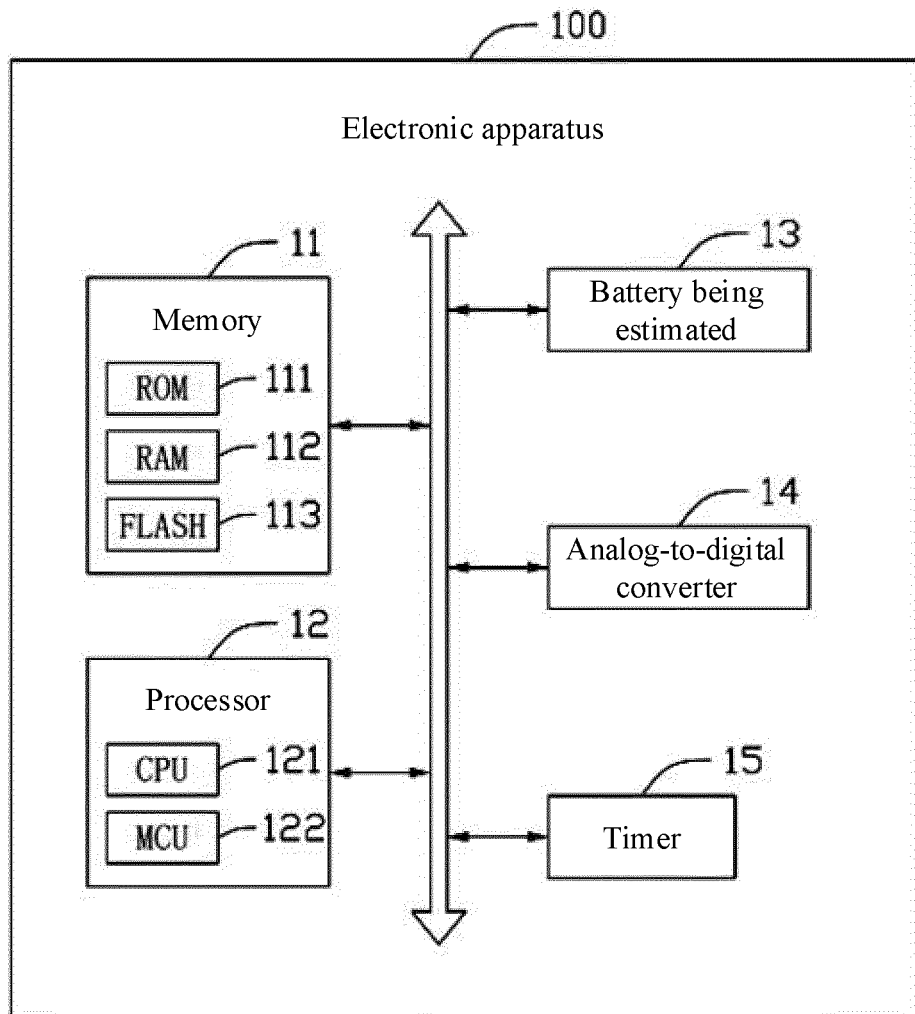 100
Electronic apparatus
11
Memory
ROM 111
RAM 112
FLASH 113
12
Processor
CPU 121
MCU 122
13
Battery being
estimated
14
Analog-to-digital
converter
15
Timer